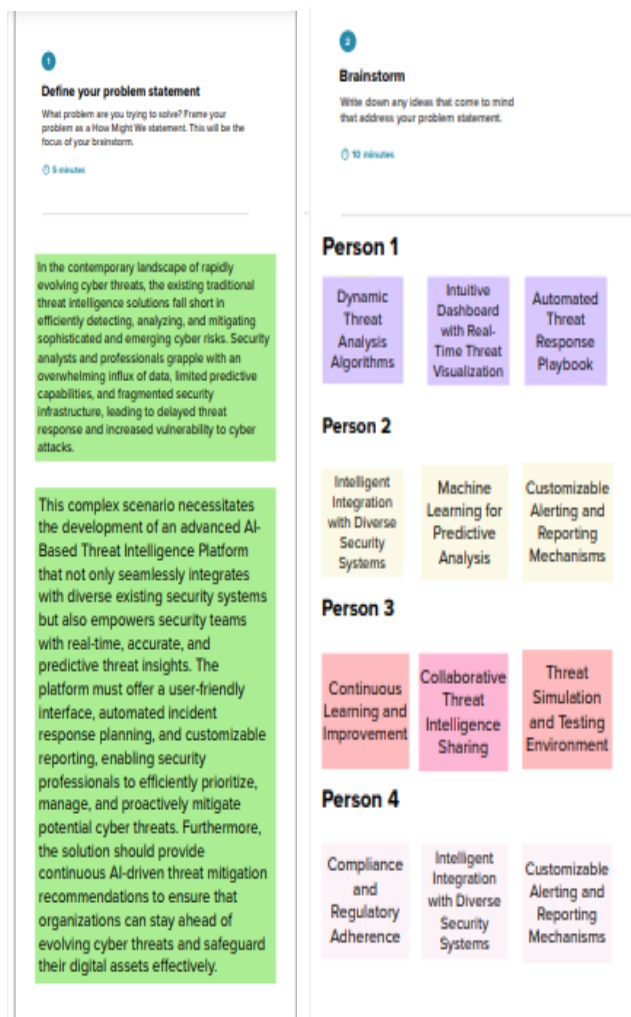 1
Define your problem statement
What problem are you trying to solve? Frame your
problem as a How Might We statement. This will be the
focus of your brainstorm.
5 minutes
In the contemporary landscape of rapidly
evolving cyber threats, the existing traditional
threat intelligence solutions fall short in
efficiently detecting, analyzing, and mitigating
sophisticated and emerging cyber risks. Security
analysts and professionals grapple with an
overwhelming influx of data, limited predictive
capabilities, and fragmented security
infrastructure, leading to delayed threat
response and increased vulnerability to cyber
attacks.
This complex scenario necessitates
the development of an advanced AI-
Based Threat Intelligence Platform
that not only seamlessly integrates
with diverse existing security systems
but also empowers security teams
with real-time, accurate, and
predictive threat insights. The
platform must offer a user-friendly
interface, automated incident
response planning, and customizable
reporting, enabling security
professionals to efficiently prioritize,
manage, and proactively mitigate
potential cyber threats. Furthermore,
the solution should provide
continuous AI-driven threat mitigation
recommendations to ensure that
organizations can stay ahead of
evolving cyber threats and safeguard
their digital assets effectively.
2
Brainstorm
Write down any ideas that come to mind
that address your problem statement.
10 minutes
Person 1
Dynamic
Threat
Analysis
Algorithms
Intuitive
Dashboard
with Real-
Time Threat
Visualization
Automated
Threat
Response
Playbook
Person 2
Intelligent
Integration
with Diverse
Security
Systems
Machine
Learning for
Predictive
Analysis
Customizable
Alerting and
Reporting
Mechanisms
Person 3
Continuous
Learning and
Improvement
Collaborative
Threat
Intelligence
Sharing
Threat
Simulation
and Testing
Environment
Person 4
Compliance
and
Regulatory
Adherence
Intelligent
Integration
with Diverse
Security
Systems
Customizable
Alerting and
Reporting
Mechanisms